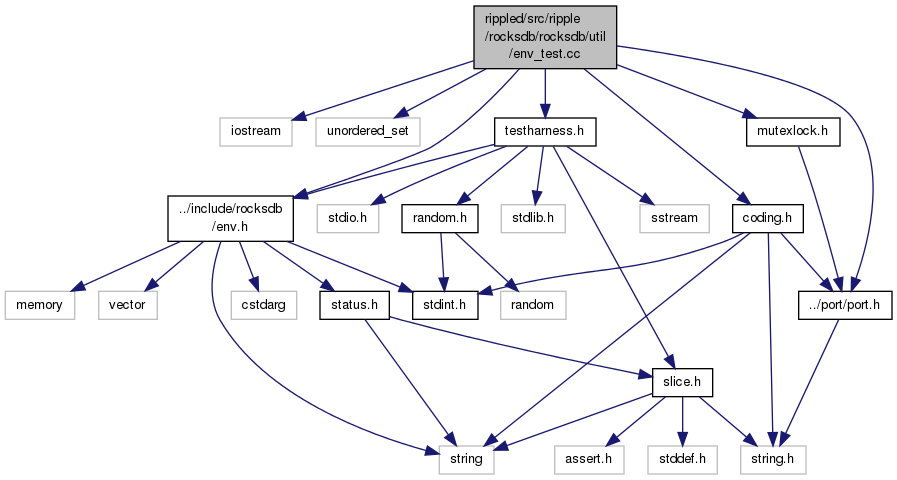 rippled/src/ripple
/rocksdb/rocksdb/util
/env_test.cc
iostream
unordered_set
testharness.h
mutexlock.h
../include/rocksdb
/env.h
stdio.h
random.h
stdlib.h
sstream
coding.h
memory
vector
cstdarg
status.h
stdint.h
random
../port/port.h
slice.h
string
assert.h
stddef.h
string.h